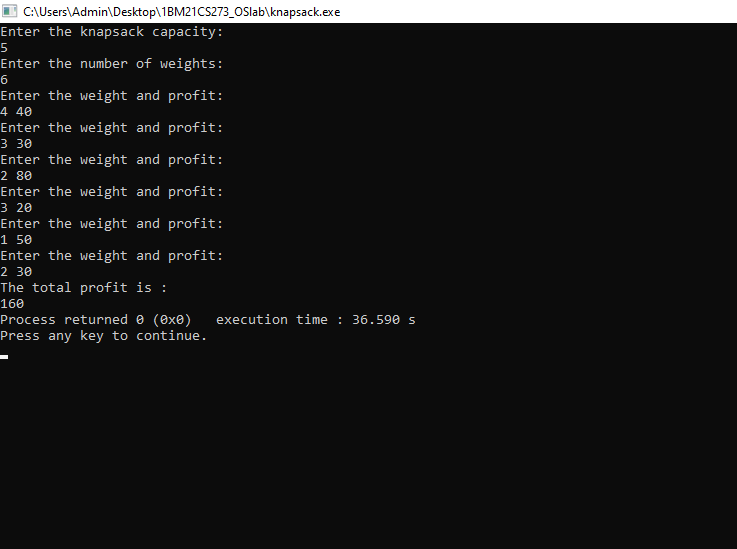 C:\Users\Admin\Desktop\1BM21CS273_OSlab\knapsack.exe
Enter the knapsack capacity:
5
Enter the number of weights:
6
Enter the weight and profit:
4 40
Enter the weight and profit:
3 30
Enter the weight and profit:
2 80
Enter the weight and profit:
3 20
Enter the weight and profit:
1 50
Enter the weight and profit:
2 30
The total profit is :
160
Process returned 0 (0x0)   execution time : 36.590 s
Press any key to continue.